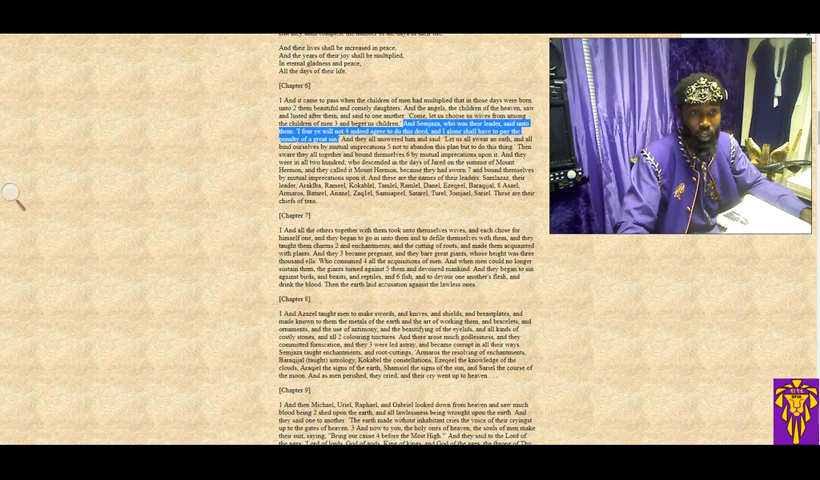 And their lives shall be increased in peace,
And the years of their joy shall be multiplied,
In eternal gladness and peace,
All the days of their life.
[Chapter 6]
1 And it came to pass when the children of men had multiplied that in those days were born
unto 2 them beautiful and comely daughters. And the angels, the children of the heaven, saw
and lusted after them, and said to one another: 'Come, let us choose us wives from among
the children of men 3 and beget us children.' And Semjaza, who was their leader, said unto
them: 'I fear ye will not 4 indeed agree to do this deed, and I alone shall have to pay the
penalty of a great sin.' And they all answered him and said: 'Let us all swear an oath, and all
bind ourselves by mutual imprecations 5 not to abandon this plan but to do this thing.' Then
sware they all together and bound themselves 6 by mutual imprecations upon it. And they
were in all two hundred; who descended in the days of Jared on the summit of Mount
Hermon, and they called it Mount Hermon, because they had sworn 7 and bound themselves
by mutual imprecations upon it. And these are the names of their leaders: Samlazaz, their
leader, Araklba, Rameel, Kokablel, Tamlel, Ramlel, Danel, Ezeqeel, Baraqijal, 8 Asael,
Armaros, Batarel, Ananel, Zaq1el, Samsapeel, Satarel, Turel, Jomjael, Sariel. These are their
chiefs of tens.
[Chapter 7]
1 And all the others together with them took unto themselves wives, and each chose for
himself one, and they began to go in unto them and to defile themselves with them, and they
taught them charms 2 and enchantments, and the cutting of roots, and made them acquainted
with plants. And they 3 became pregnant, and they bare great giants, whose height was three
thousand ells: Who consumed 4 all the acquisitions of men. And when men could no longer
sustain them, the giants turned against 5 them and devoured mankind. And they began to sin
against birds, and beasts, and reptiles, and 6 fish, and to devour one another's flesh, and
drink the blood. Then the earth laid accusation against the lawless ones.
[Chapter 8]
1 And Azazel taught men to make swords, and knives, and shields, and breastplates, and
made known to them the metals of the earth and the art of working them, and bracelets, and
ornaments, and the use of antimony, and the beautifying of the eyelids, and all kinds of
costly stones, and all 2 colouring tinctures. And there arose much godlessness, and they
committed fornication, and they 3 were led astray, and became corrupt in all their ways.
Semjaza taught enchantments, and root-cuttings, 'Armaros the resolving of enchantments,
Baraqijal (taught) astrology, Kokabel the constellations, Ezeqeel the knowledge of the
clouds, Araqiel the signs of the earth, Shamsiel the signs of the sun, and Sariel the course of
the moon. And as men perished, they cried, and their cry went up to heaven
[Chapter 9]
1 And then Michael, Uriel, Raphael, and Gabriel looked down from heaven and saw much
blood being 2 shed upon the earth, and all lawlessness being wrought upon the earth. And
they said one to another: 'The earth made without inhabitant cries the voice of their cryingst
up to the gates of heaven. 3 And now to you, the holy ones of heaven, the souls of men make
their suit, saying, "Bring our cause 4 before the Most High."' And they said to the Lord of